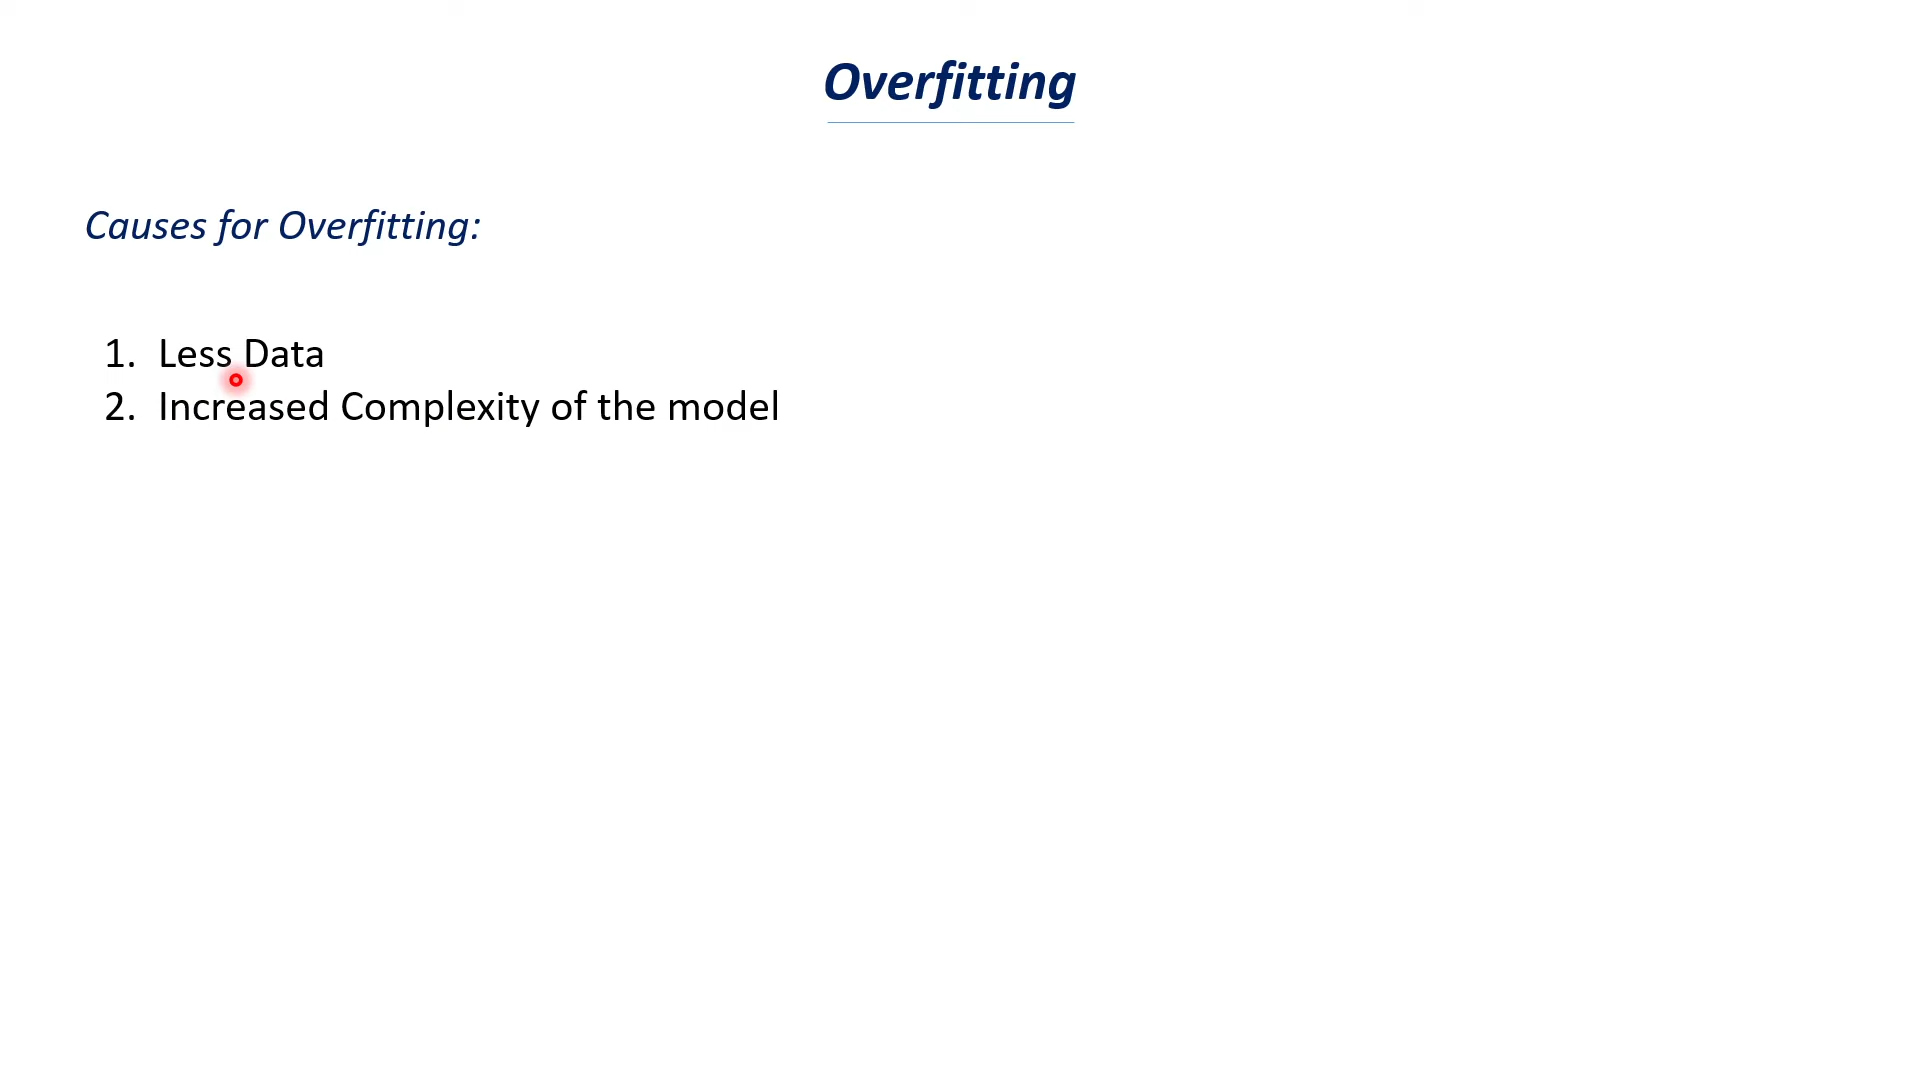 Overfitting
Causes for Overfitting:
1. Less Data
2. Increased Complexity of the model